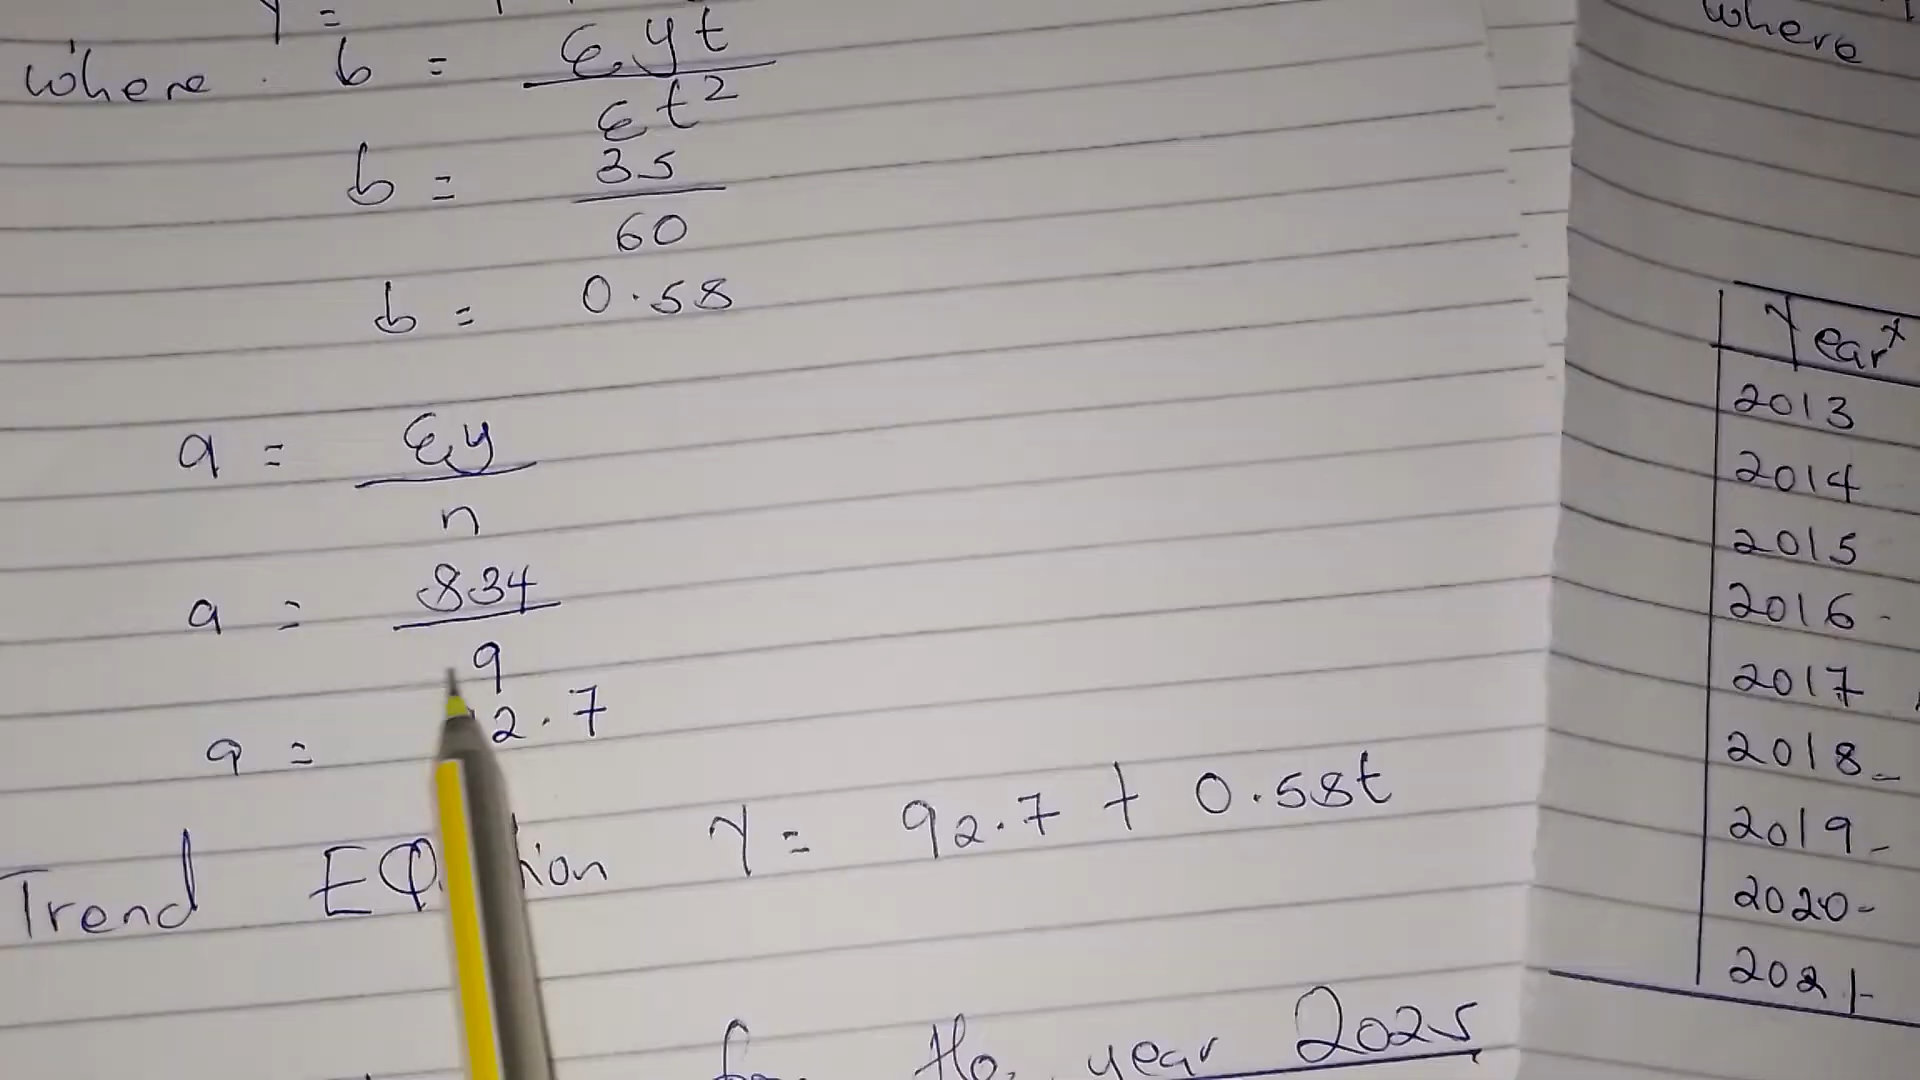 Y =
where b = Σyt
Σt²
b = 35
60
b = 0.58
a = Σy
n
a = 834
9
a = 2.7
Trend Y = 92.7 + 0.58t
for the year 2025
where
Year
2013
2014
2015
2016
2017
2018
2019
2020
2021